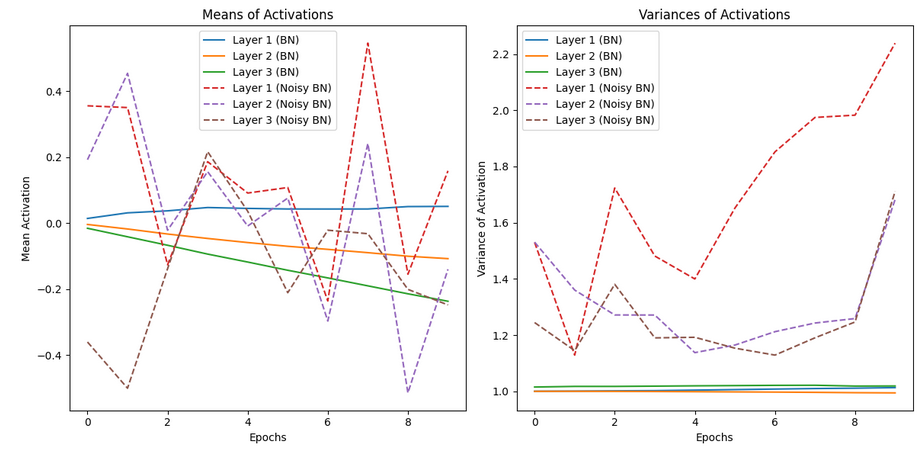 Means of Activations
Mean Activation
0.4
0.2
0.0
−0.2
−0.4
0
2
4
6
8
Epochs
Layer 1 (BN)
Layer 2 (BN)
Layer 3 (BN)
Layer 1 (Noisy BN)
Layer 2 (Noisy BN)
Layer 3 (Noisy BN)
Variances of Activations
Variance of Activation
2.2
2.0
1.8
1.6
1.4
1.2
1.0
0
2
4
6
8
Epochs
Layer 1 (BN)
Layer 2 (BN)
Layer 3 (BN)
Layer 1 (Noisy BN)
Layer 2 (Noisy BN)
Layer 3 (Noisy BN)